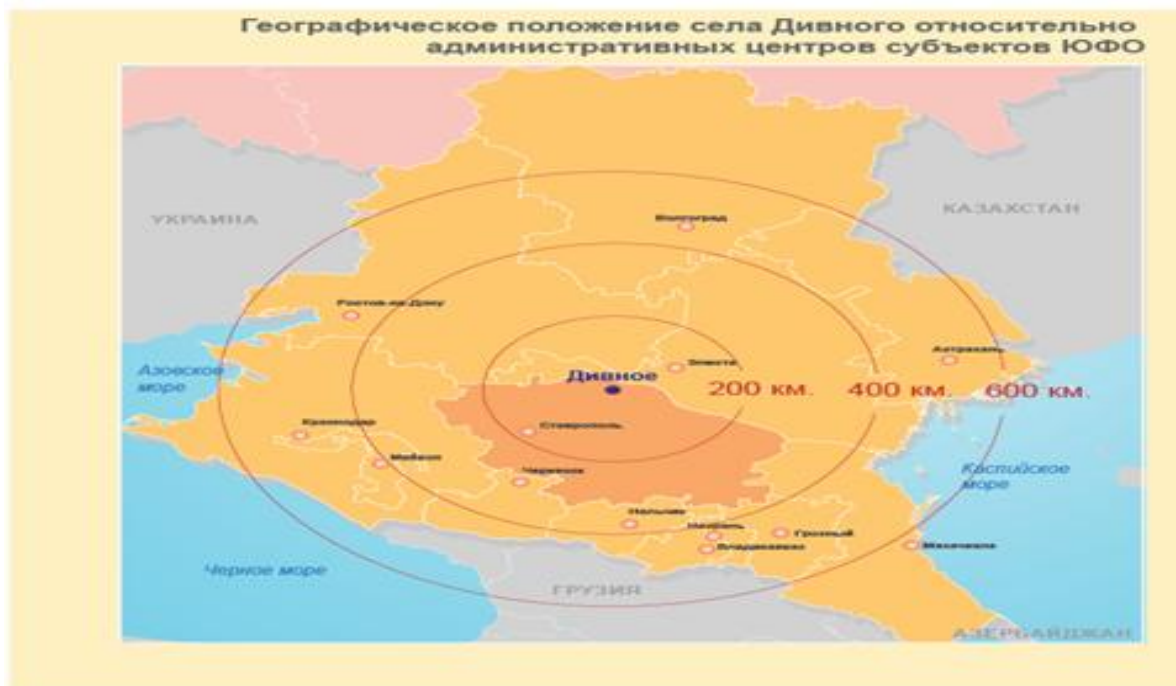 Географическое положение села Дивного относительно
административных центров субъектов ЮФО
УКРАИНА
КАЗАХСТАН
Волгоград
Ростов-на-Дону
Астрахань
Элиста
Азовское
море
Дивное
200 км.
400 км.
600 км.
Ставрополь
Краснодар
Майкоп
Черкесск
Каспийское
море
Нальчик
Назрань
Грозный
Владикавказ
Махачкала
Черное море
ГРУЗИЯ
АЗЕРБАЙДЖАН